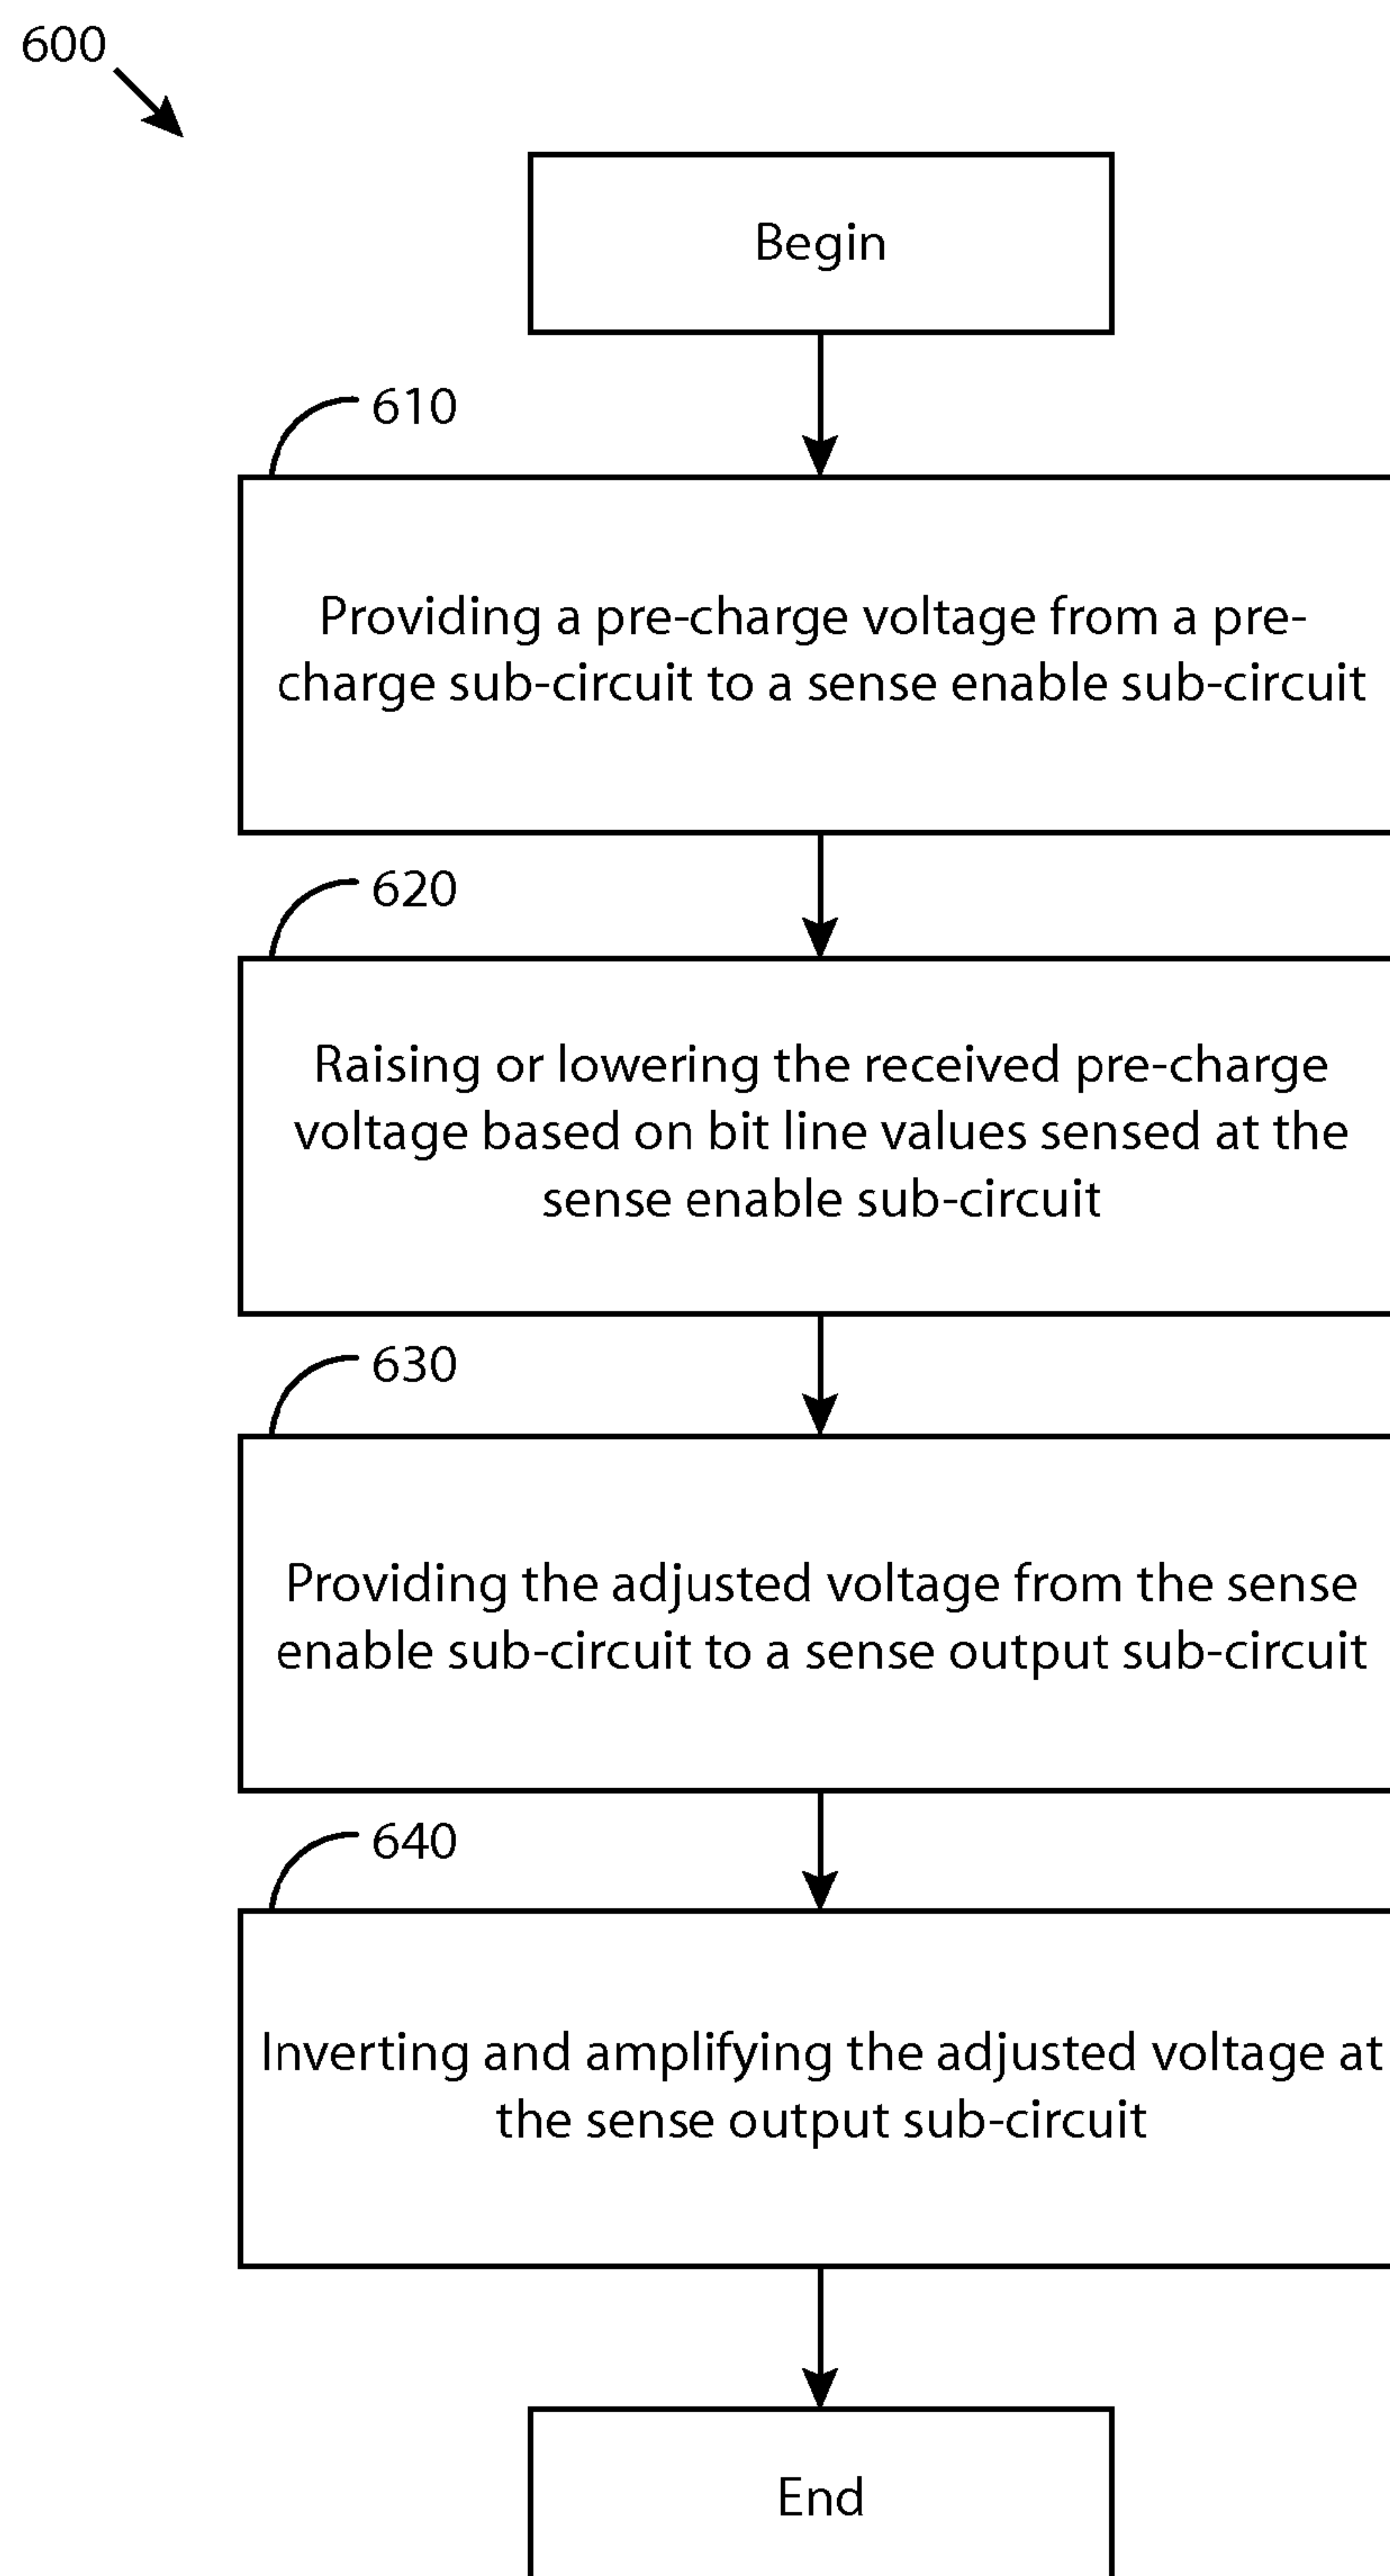 600
Begin
610
Providing a pre-charge voltage from a pre-
charge sub-circuit to a sense enable sub-circuit
620
Raising or lowering the received pre-charge
voltage based on bit line values sensed at the
sense enable sub-circuit
630
Providing the adjusted voltage from the sense
enable sub-circuit to a sense output sub-circuit
640
Inverting and amplifying the adjusted voltage at
the sense output sub-circuit
End